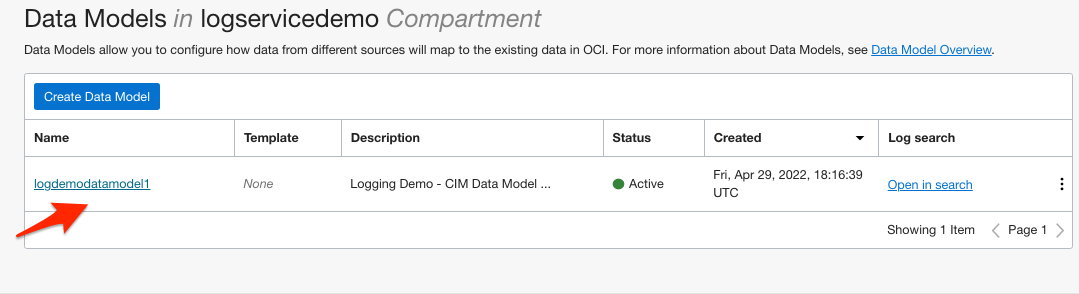 Data Models in logservicedemo Compartment
Data Models allow you to configure how data from different sources will map to the existing data in OCI. For more information about Data Models, see Data Model Overview.
Create Data Model
Name Template Description Status Created Log search
logdemodatamodel1 None Logging Demo - CIM Data Model ... Active Fri, Apr 29, 2022, 18:16:39 Open in search
UTC
Showing 1 Item Page 1